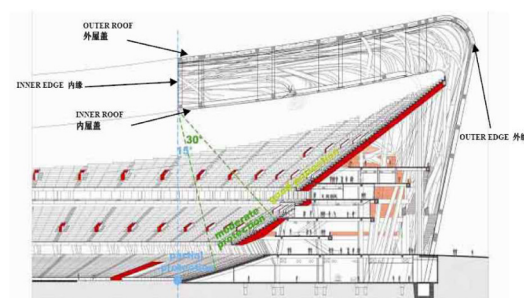 OUTER ROOF
外屋盖
INNER EDGE 内缘
INNER ROOF
内屋盖
OUTER EDGE 外缘
30°
15°
good protection
moderate
protection
partial
protection